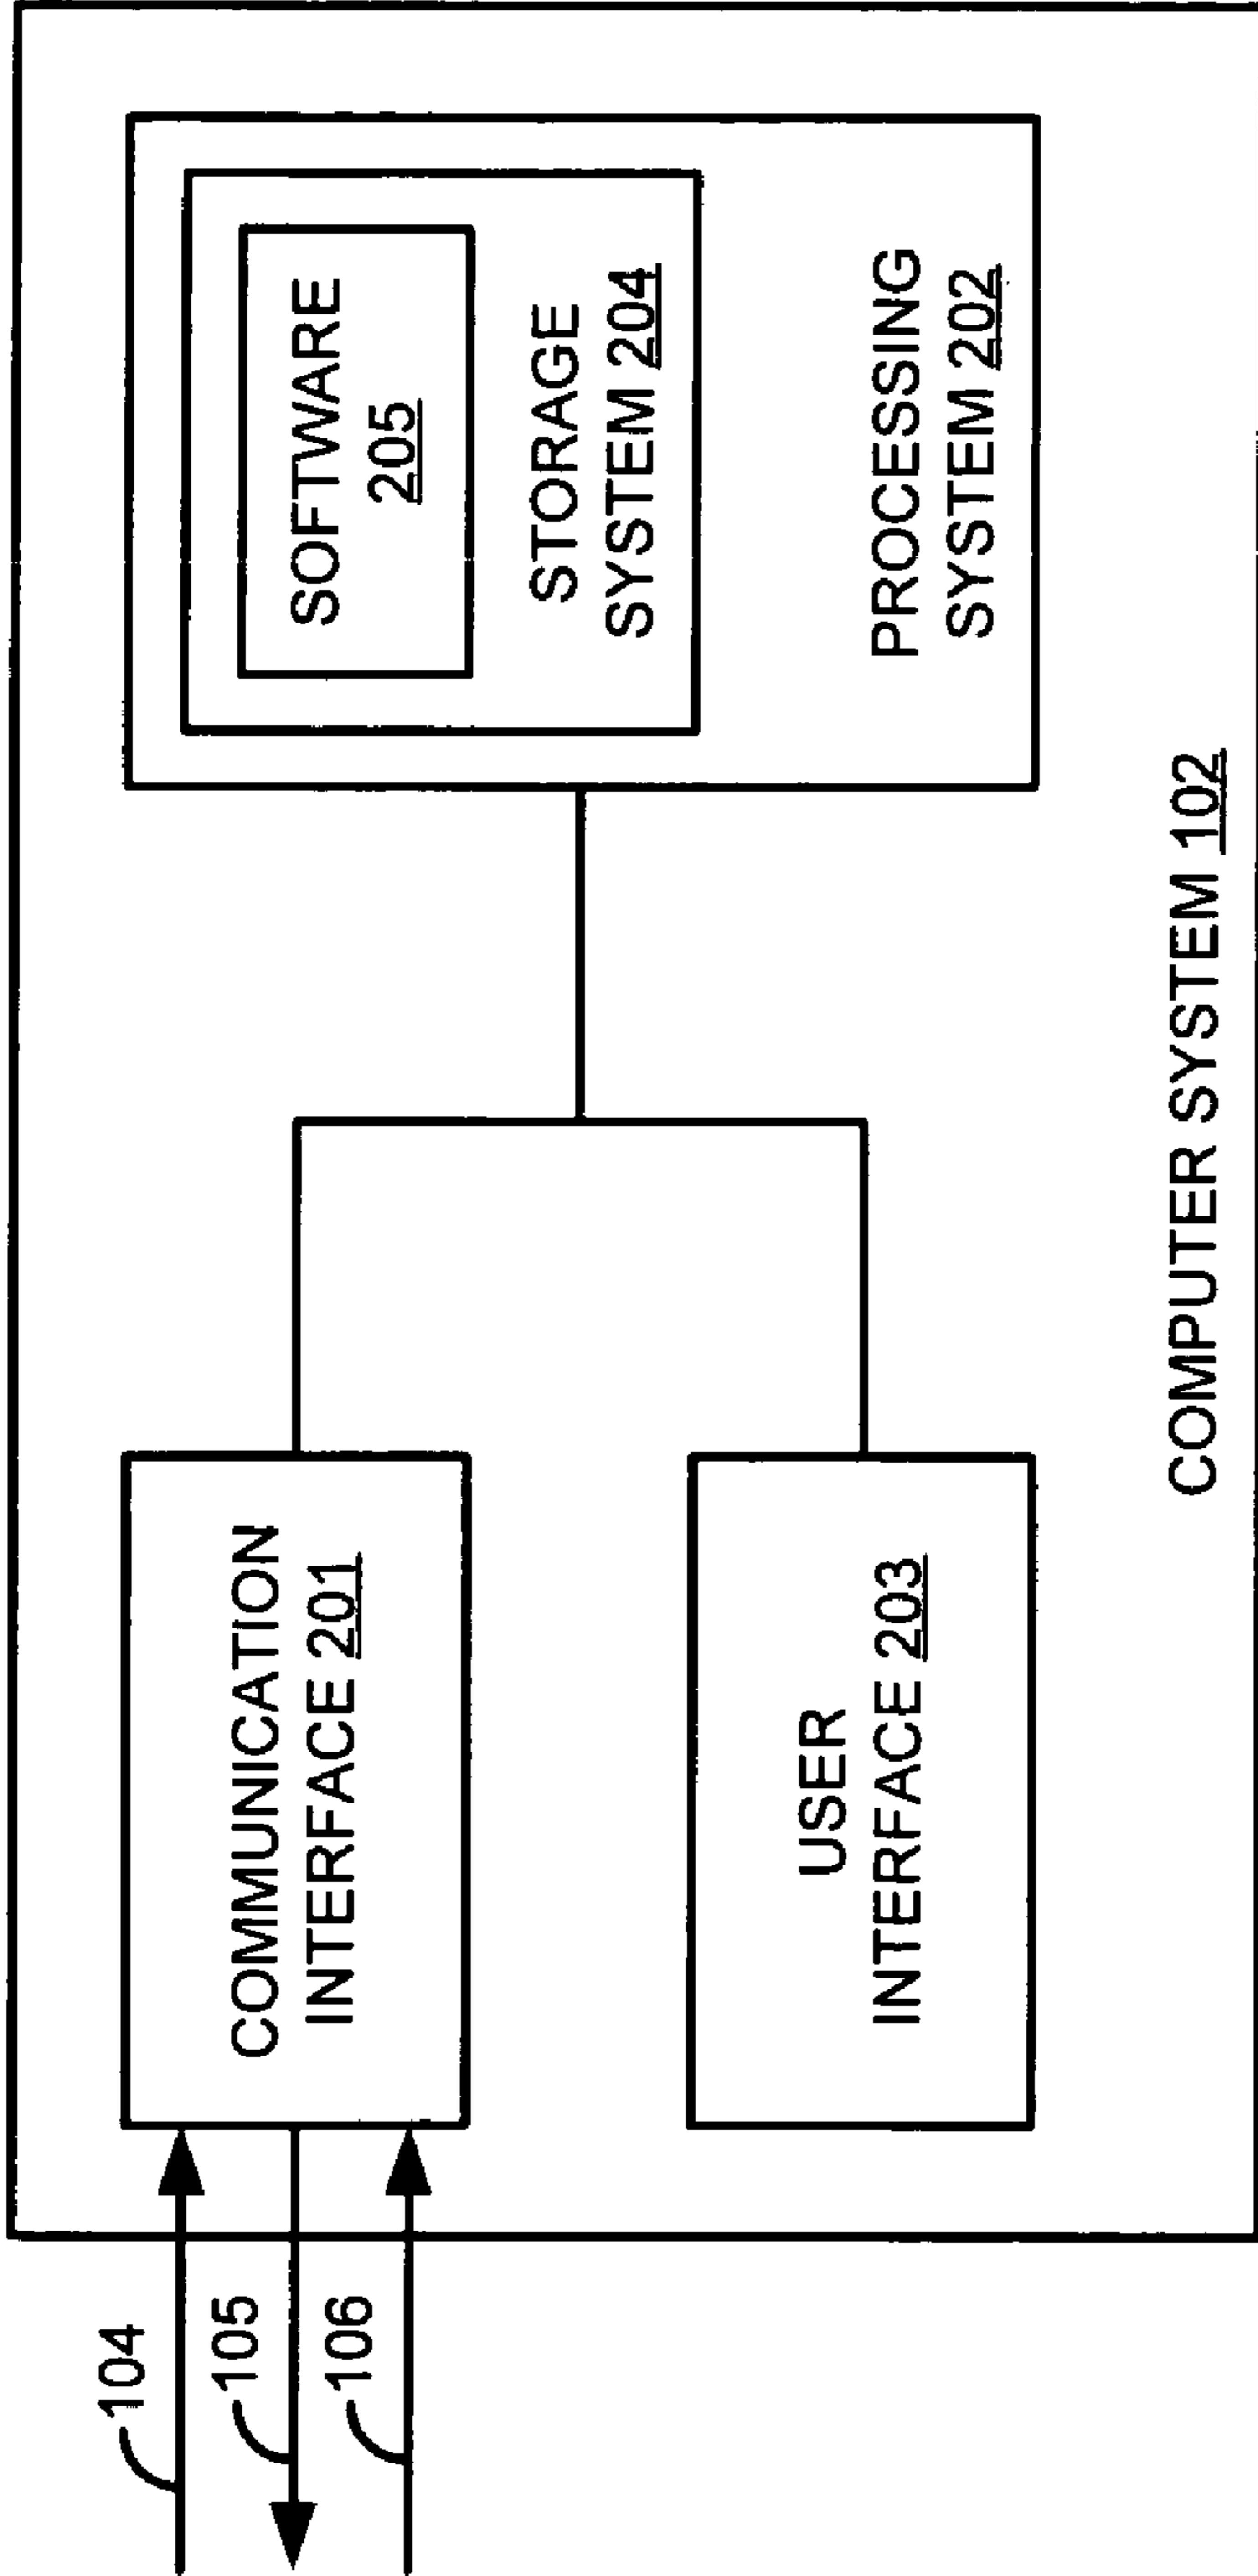 104
105
106
COMMUNICATION
INTERFACE 201
USER
INTERFACE 203
SOFTWARE
205
STORAGE
SYSTEM 204
PROCESSING
SYSTEM 202
COMPUTER SYSTEM 102